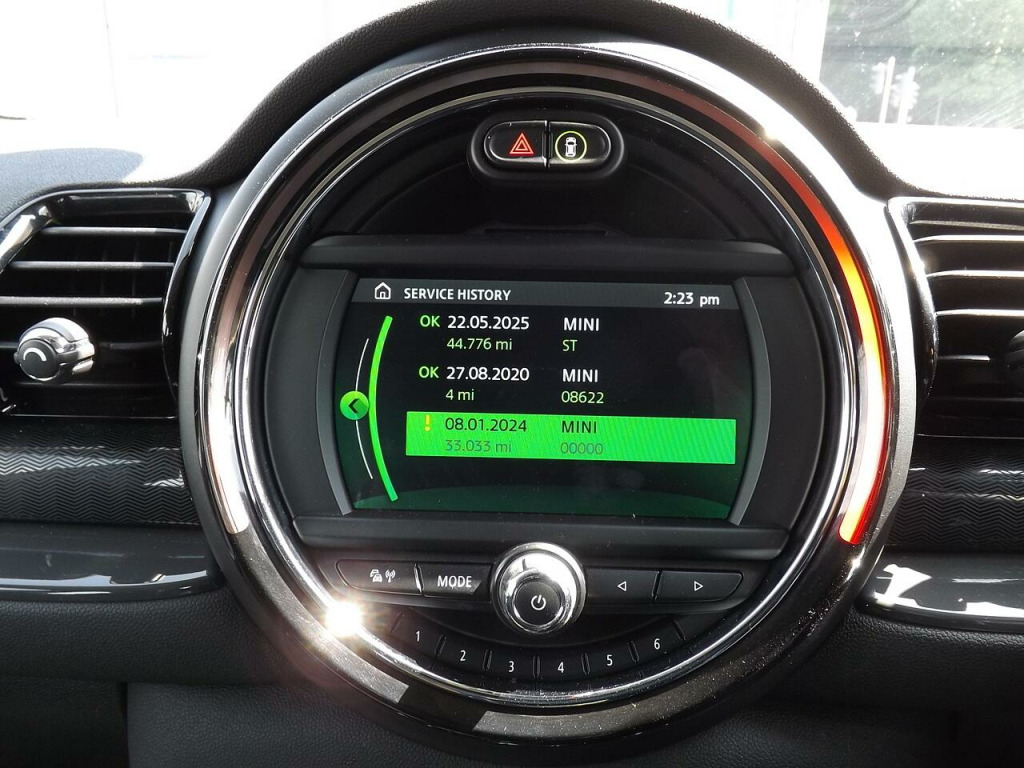 SERVICE HISTORY 2:23 pm
OK 22.05.2025 MINI
44.776 mi ST
OK 27.08.2020 MINI
4 mi 08622
! 08.01.2024 MINI
33.033 mi 00000
MODE
1 2 3 4 5 6